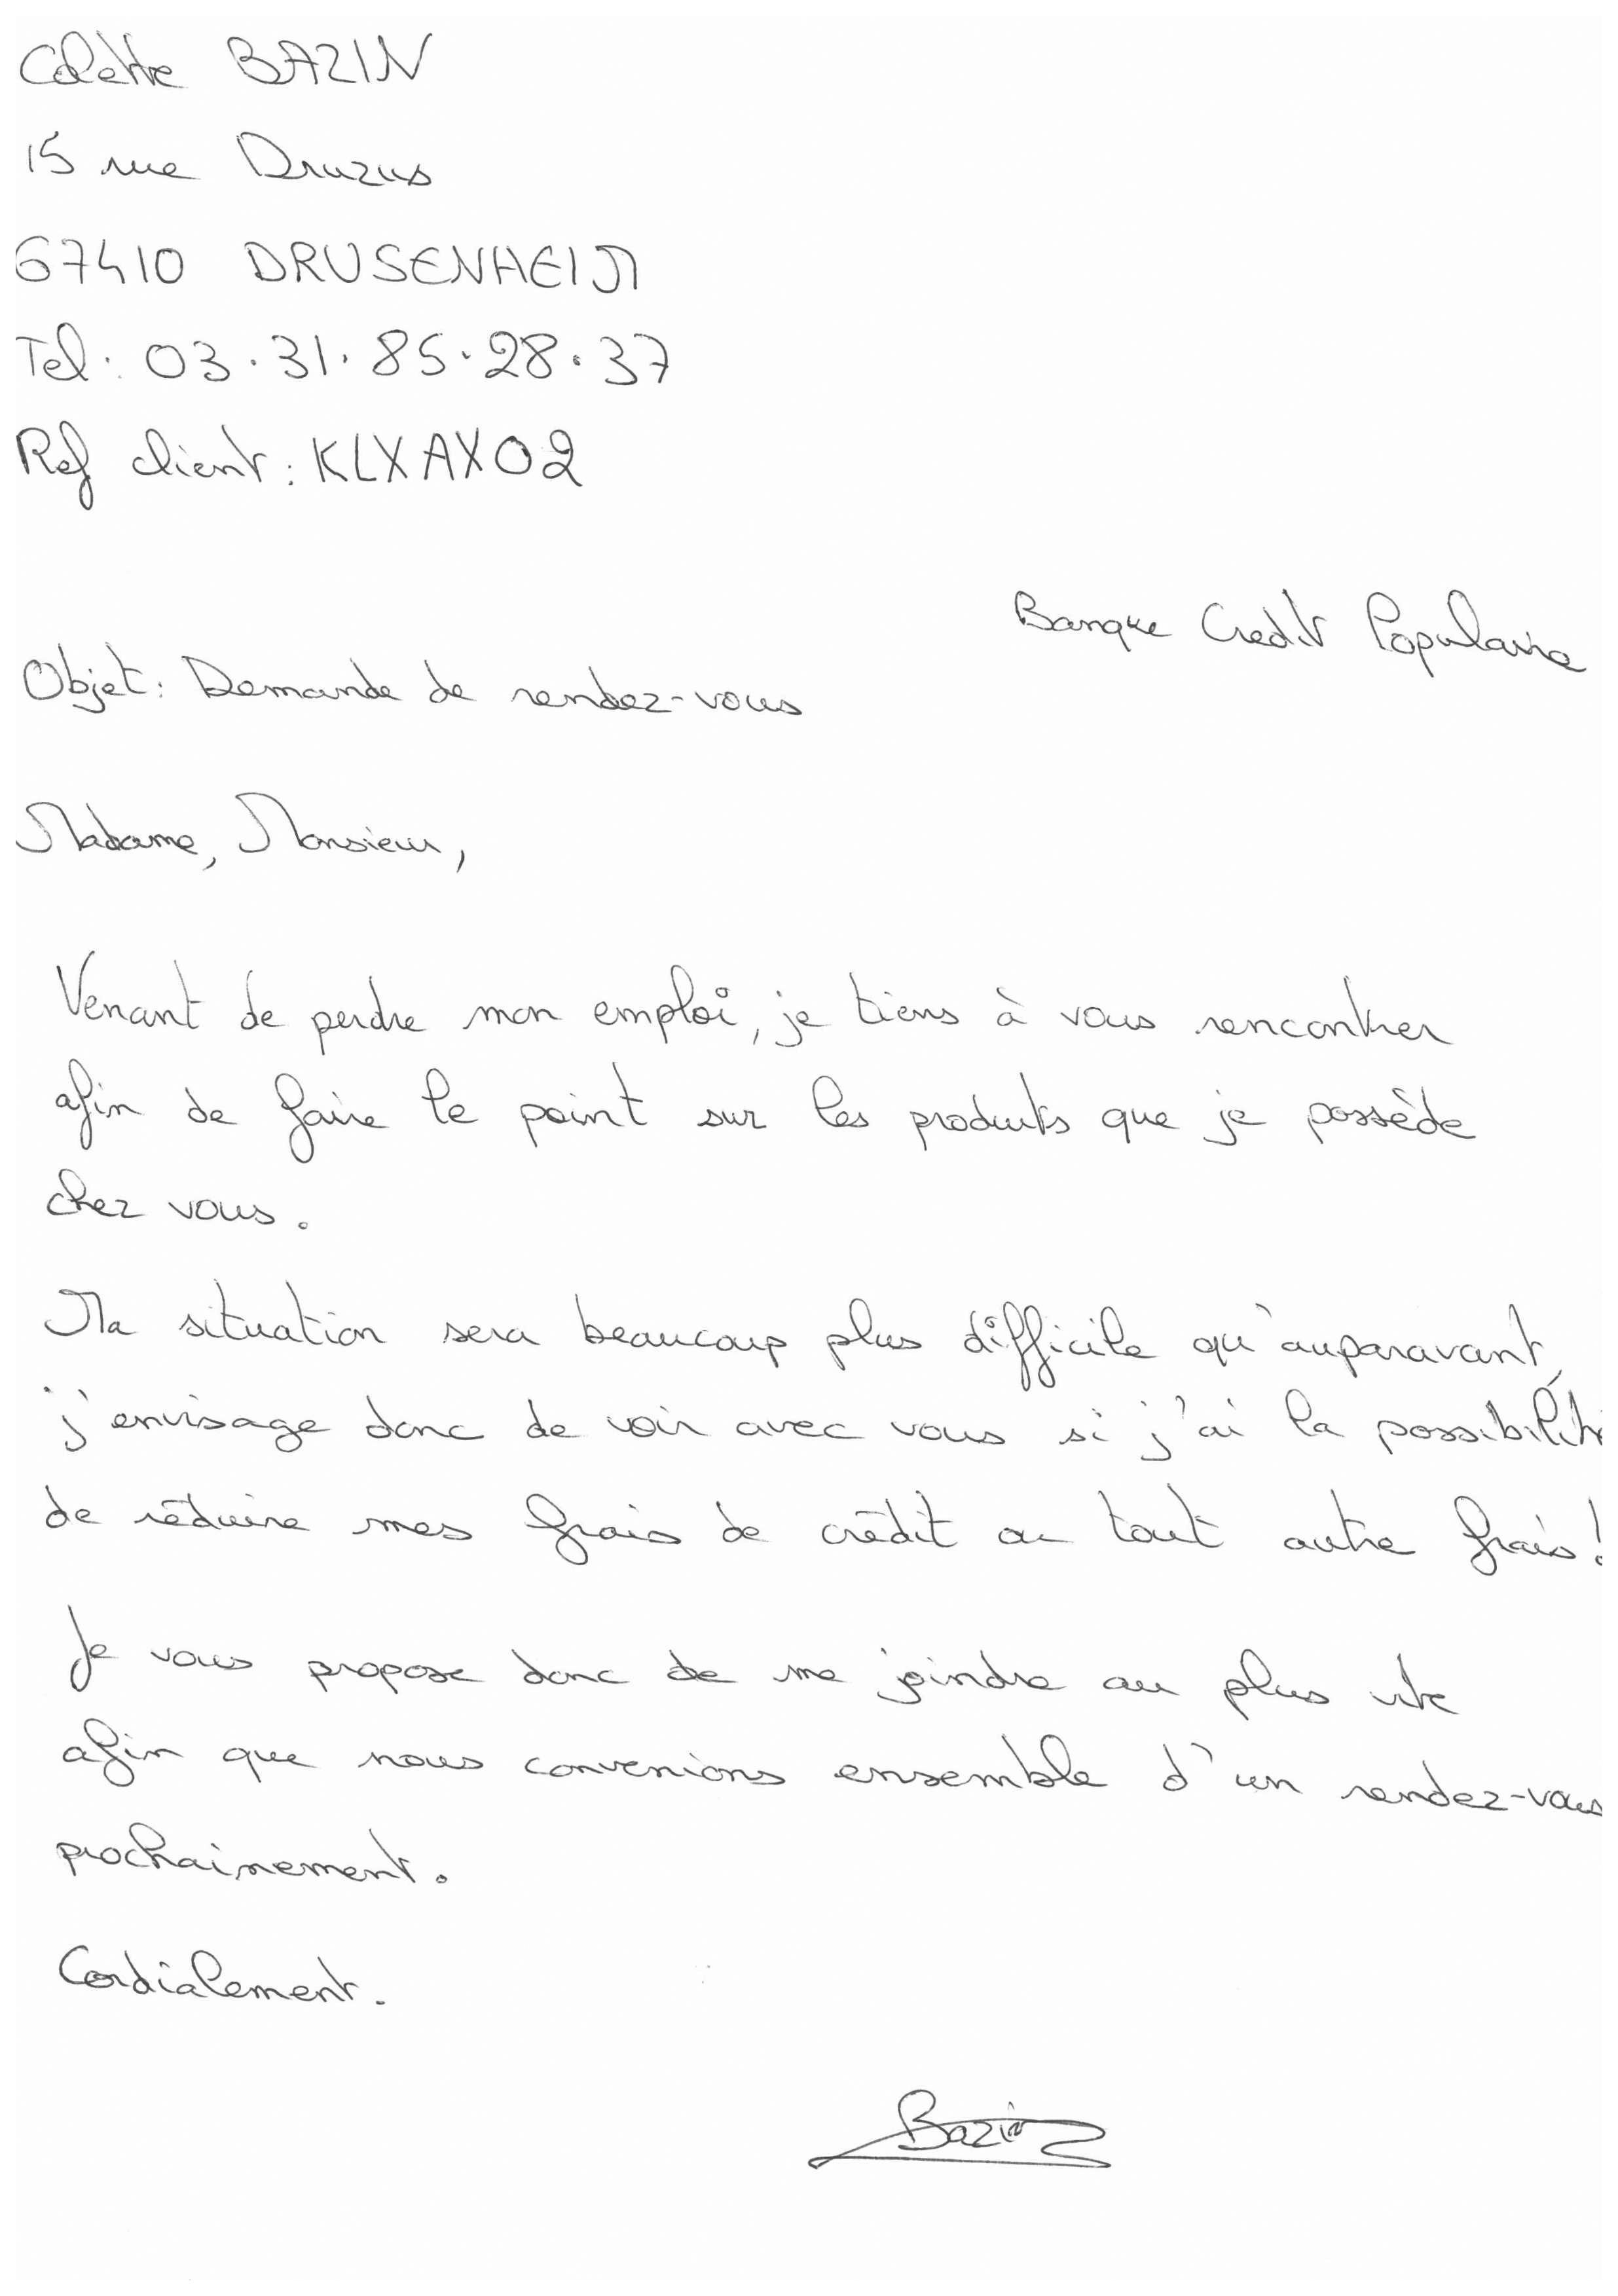 Colette BAZIN
15 rue Druzus
67410 DRUSENHEIM
Tel : 03.31.85.28.37
Ref client : KLXAX02
Banque Credit Populaire
Objet : Demande de rendez-vous
Madame, Monsieur,
Venant de perdre mon emploi, je tiens à vous rencontrer
afin de faire le point sur les produits que je possède
chez vous.
Ma situation sera beaucoup plus difficile qu'auparavant,
j'envisage donc de voir avec vous si j'ai la possibilité
de réduire mes frais de crédit ou tout autre frais !
Je vous propose donc de me joindre au plus vite
afin que nous convenions ensemble d'un rendez-vous
prochainement.
Cordialement.
Bazin